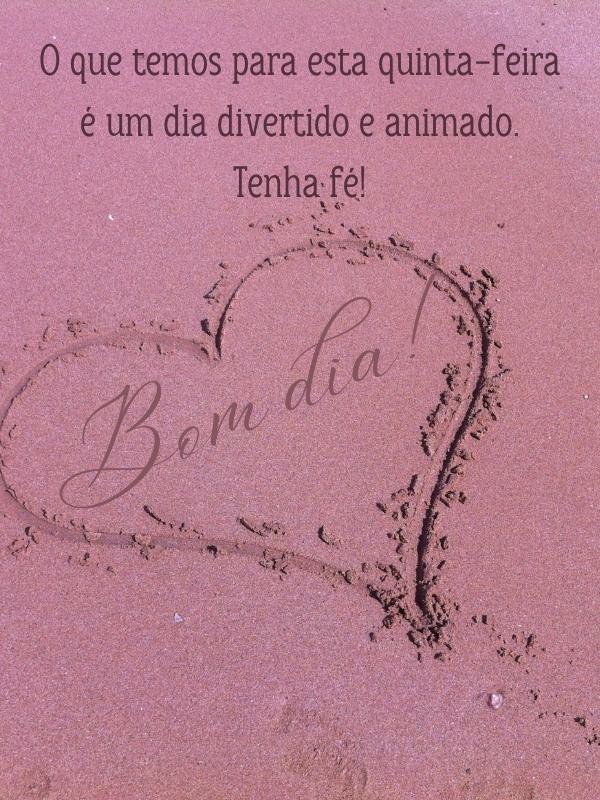 O que temos para esta quinta-feira
é um dia divertido e animado.
Tenha fé!
Bom dia!